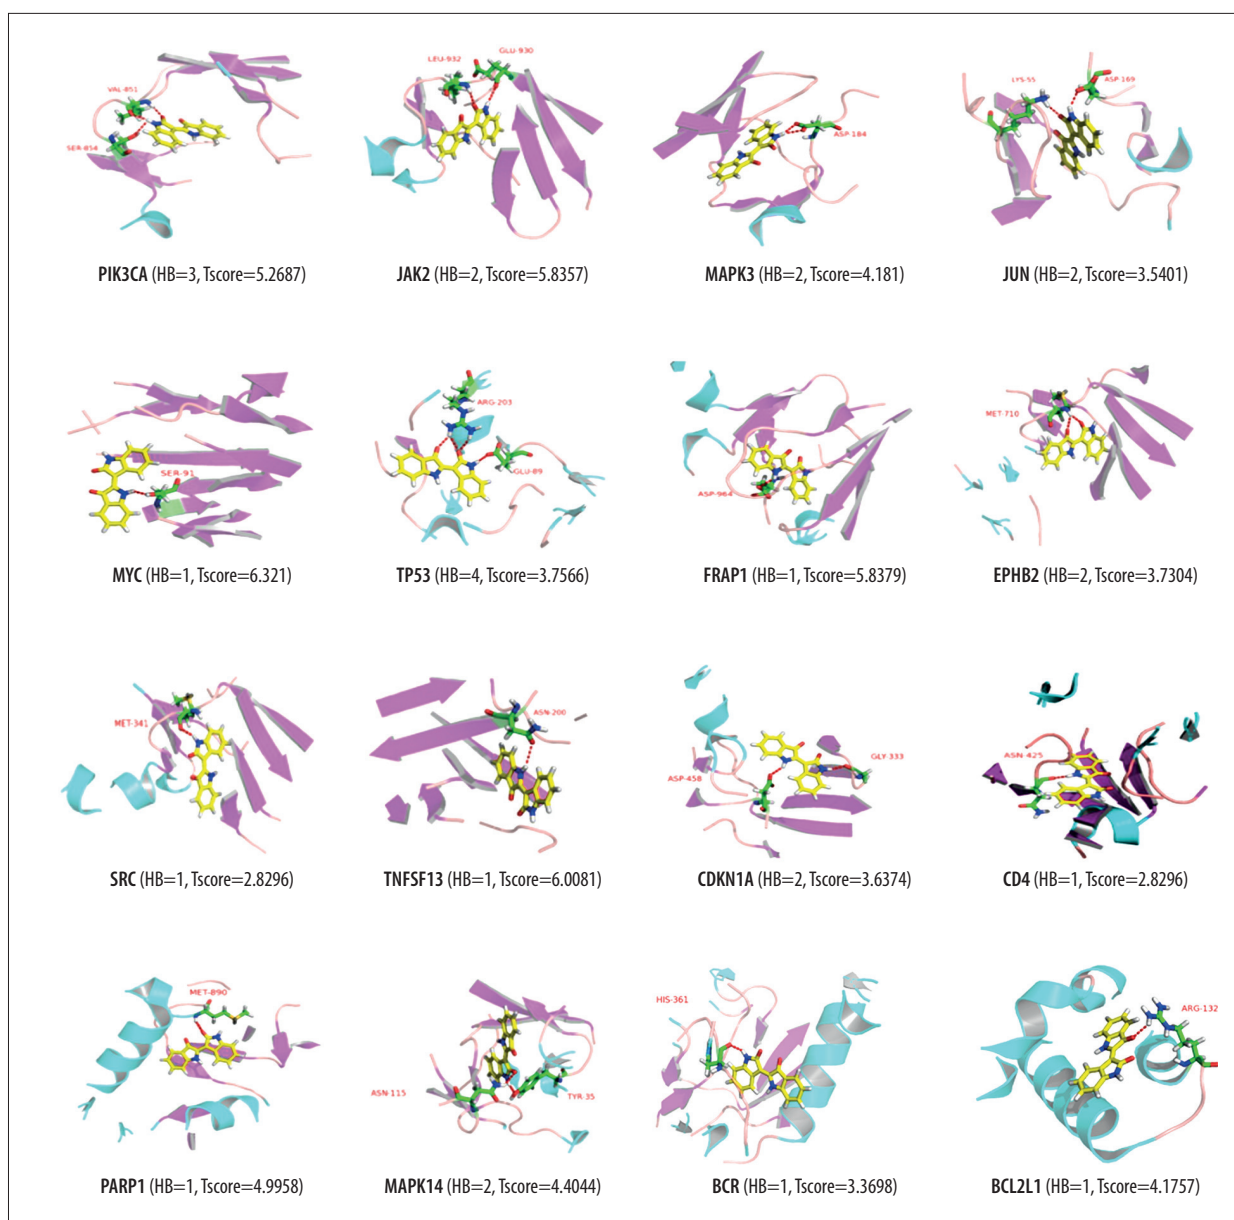 VAL-851
SER-854
LEU-932
GLU-930
ASP-184
LYS-55
ASP-169
PIK3CA (HB=3, Tscore=5.2687)
JAK2 (HB=2, Tscore=5.8357)
MAPK3 (HB=2, Tscore=4.181)
JUN (HB=2, Tscore=3.5401)
SER-91
ARG-203
GLU-89
ASP-964
MET-710
MYC (HB=1, Tscore=6.321)
TP53 (HB=4, Tscore=3.7566)
FRAP1 (HB=1, Tscore=5.8379)
EPHB2 (HB=2, Tscore=3.7304)
MET-341
ASN-200
ASP-458
GLY-333
ASN-425
SRC (HB=1, Tscore=2.8296)
TNFSF13 (HB=1, Tscore=6.0081)
CDKN1A (HB=2, Tscore=3.6374)
CD4 (HB=1, Tscore=2.8296)
MET-890
ASN-115
TYR-35
HIS-361
ARG-132
PARP1 (HB=1, Tscore=4.9958)
MAPK14 (HB=2, Tscore=4.4044)
BCR (HB=1, Tscore=3.3698)
BCL2L1 (HB=1, Tscore=4.1757)